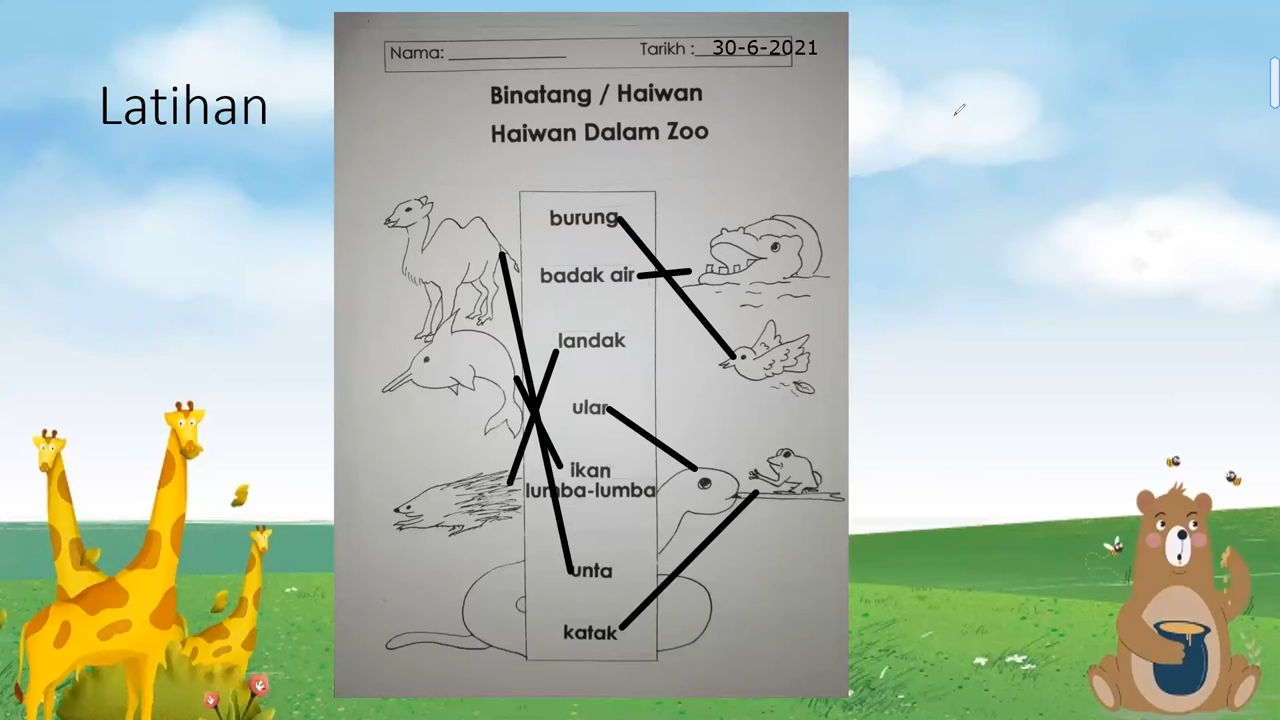 Latihan
Nama: ____________ Tarikh : 30-6-2021
Binatang / Haiwan
Haiwan Dalam Zoo
burung
badak air
landak
ular
ikan
lumba-lumba
unta
katak